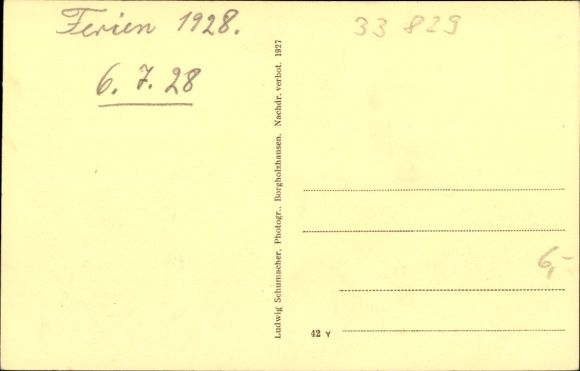 Ferien 1928.
6. 7. 28
33 829
Ludwig Schumacher, Photogr., Borgholzhausen. Nachdr. verbot. 1927
6,-
42 Y